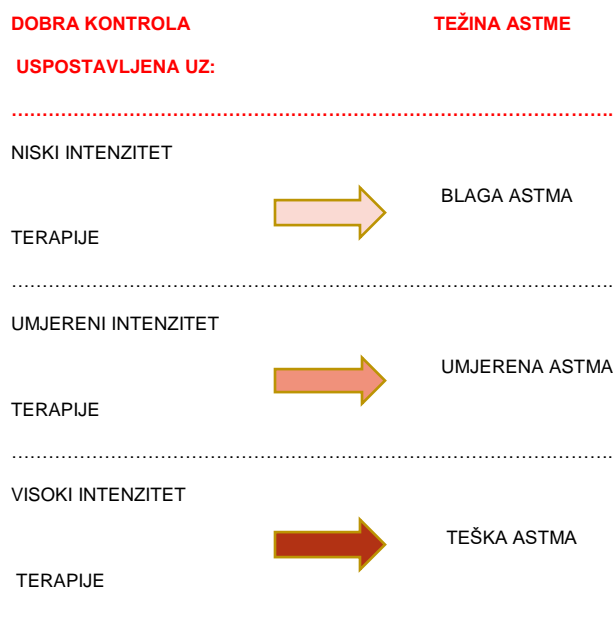 DOBRA KONTROLA TEŽINA ASTME
USPOSTAVLJENA UZ:
NISKI INTENZITET
BLAGA ASTMA
TERAPIJE
UMJERENI INTENZITET
UMJERENA ASTMA
TERAPIJE
VISOKI INTENZITET
TEŠKA ASTMA
TERAPIJE